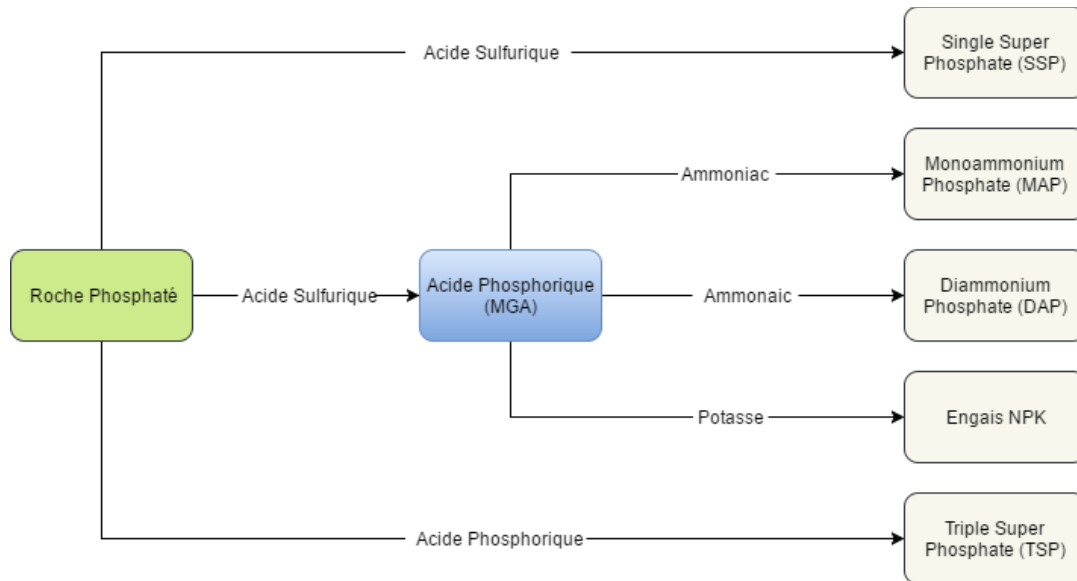 Acide Sulfurique
Single Super
Phosphate (SSP)
Ammoniac
Monoammonium
Phosphate (MAP)
Roche Phosphaté
Acide Sulfurique
Acide Phosphorique
(MGA)
Ammonaic
Diammonium
Phosphate (DAP)
Potasse
Engais NPK
Acide Phosphorique
Triple Super
Phosphate (TSP)